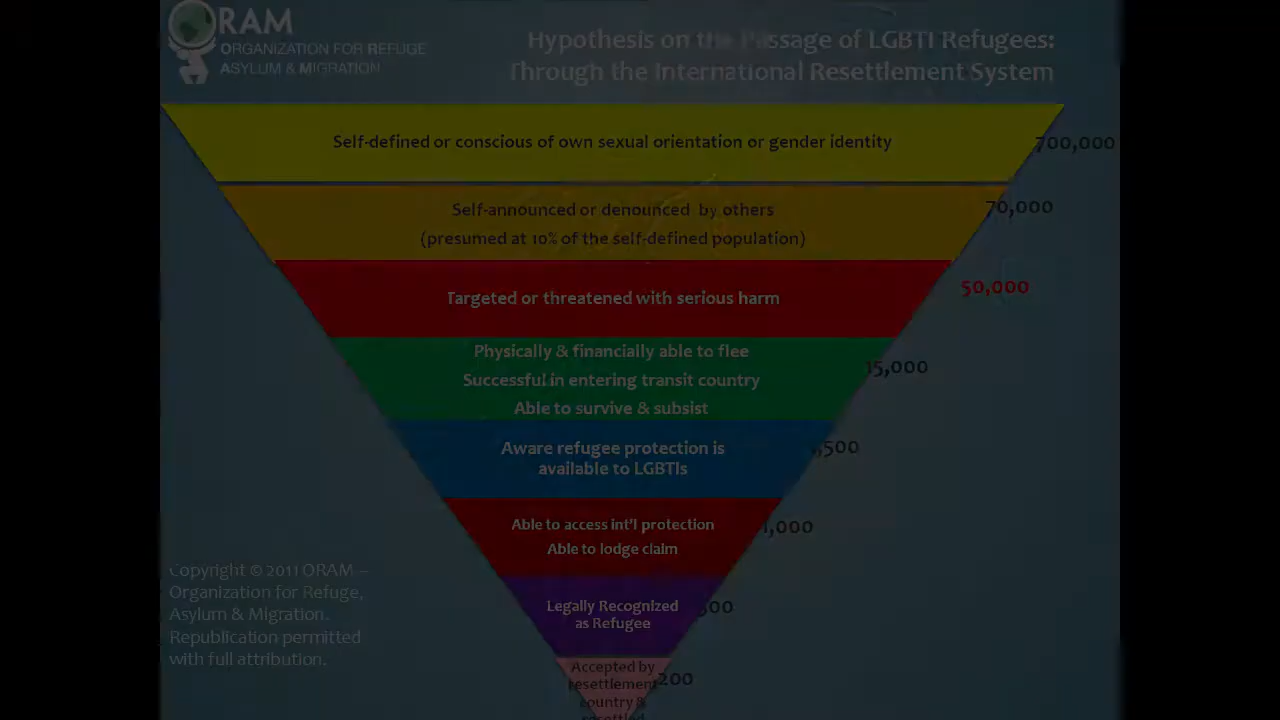 ORAM
ORGANIZATION FOR REFUGE
ASYLUM & MIGRATION
Hypothesis on the Passage of LGBTI Refugees:
Through the International Resettlement System
Self-defined or conscious of own sexual orientation or gender identity
700,000
Self-announced or denounced by others
(presumed at 10% of the self-defined population)
70,000
Targeted or threatened with serious harm
50,000
Physically & financially able to flee
Successful in entering transit country
Able to survive & subsist
15,000
Aware refugee protection is
available to LGBTIs
500
Able to access int'l protection
Able to lodge claim
1,000
Legally Recognized
as Refugee
Accepted by
resettlement
country &
resettled
200
Copyright © 2011 ORAM –
Organization for Refuge,
Asylum & Migration.
Republication permitted
with full attribution.